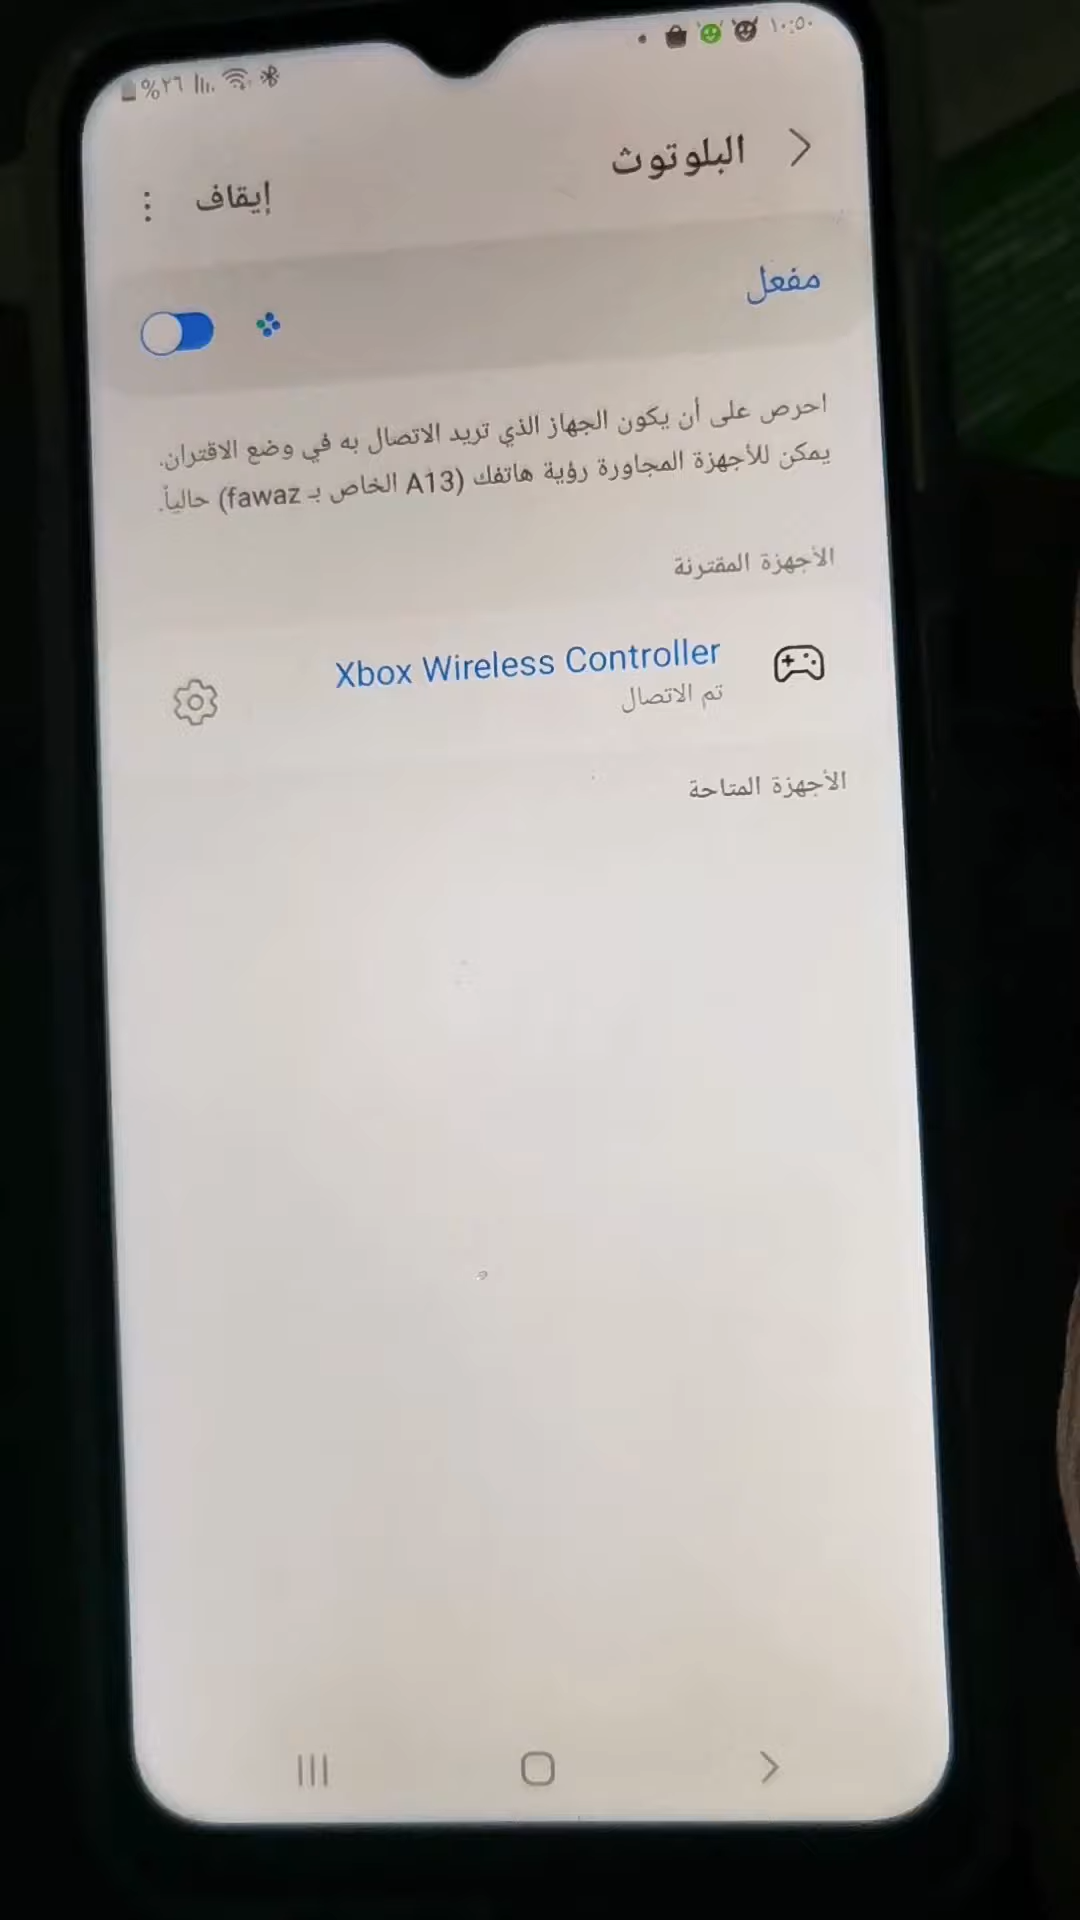 ١٠:٥٠
%٢٦
البلوتوث
إيقاف
مفعل
احرص على أن يكون الجهاز الذي تريد الاتصال به في وضع الاقتران.
يمكن للأجهزة المجاورة رؤية هاتفك (A13 الخاص بـ fawaz) حالياً.
الأجهزة المقترنة
Xbox Wireless Controller
تم الاتصال
الأجهزة المتاحة